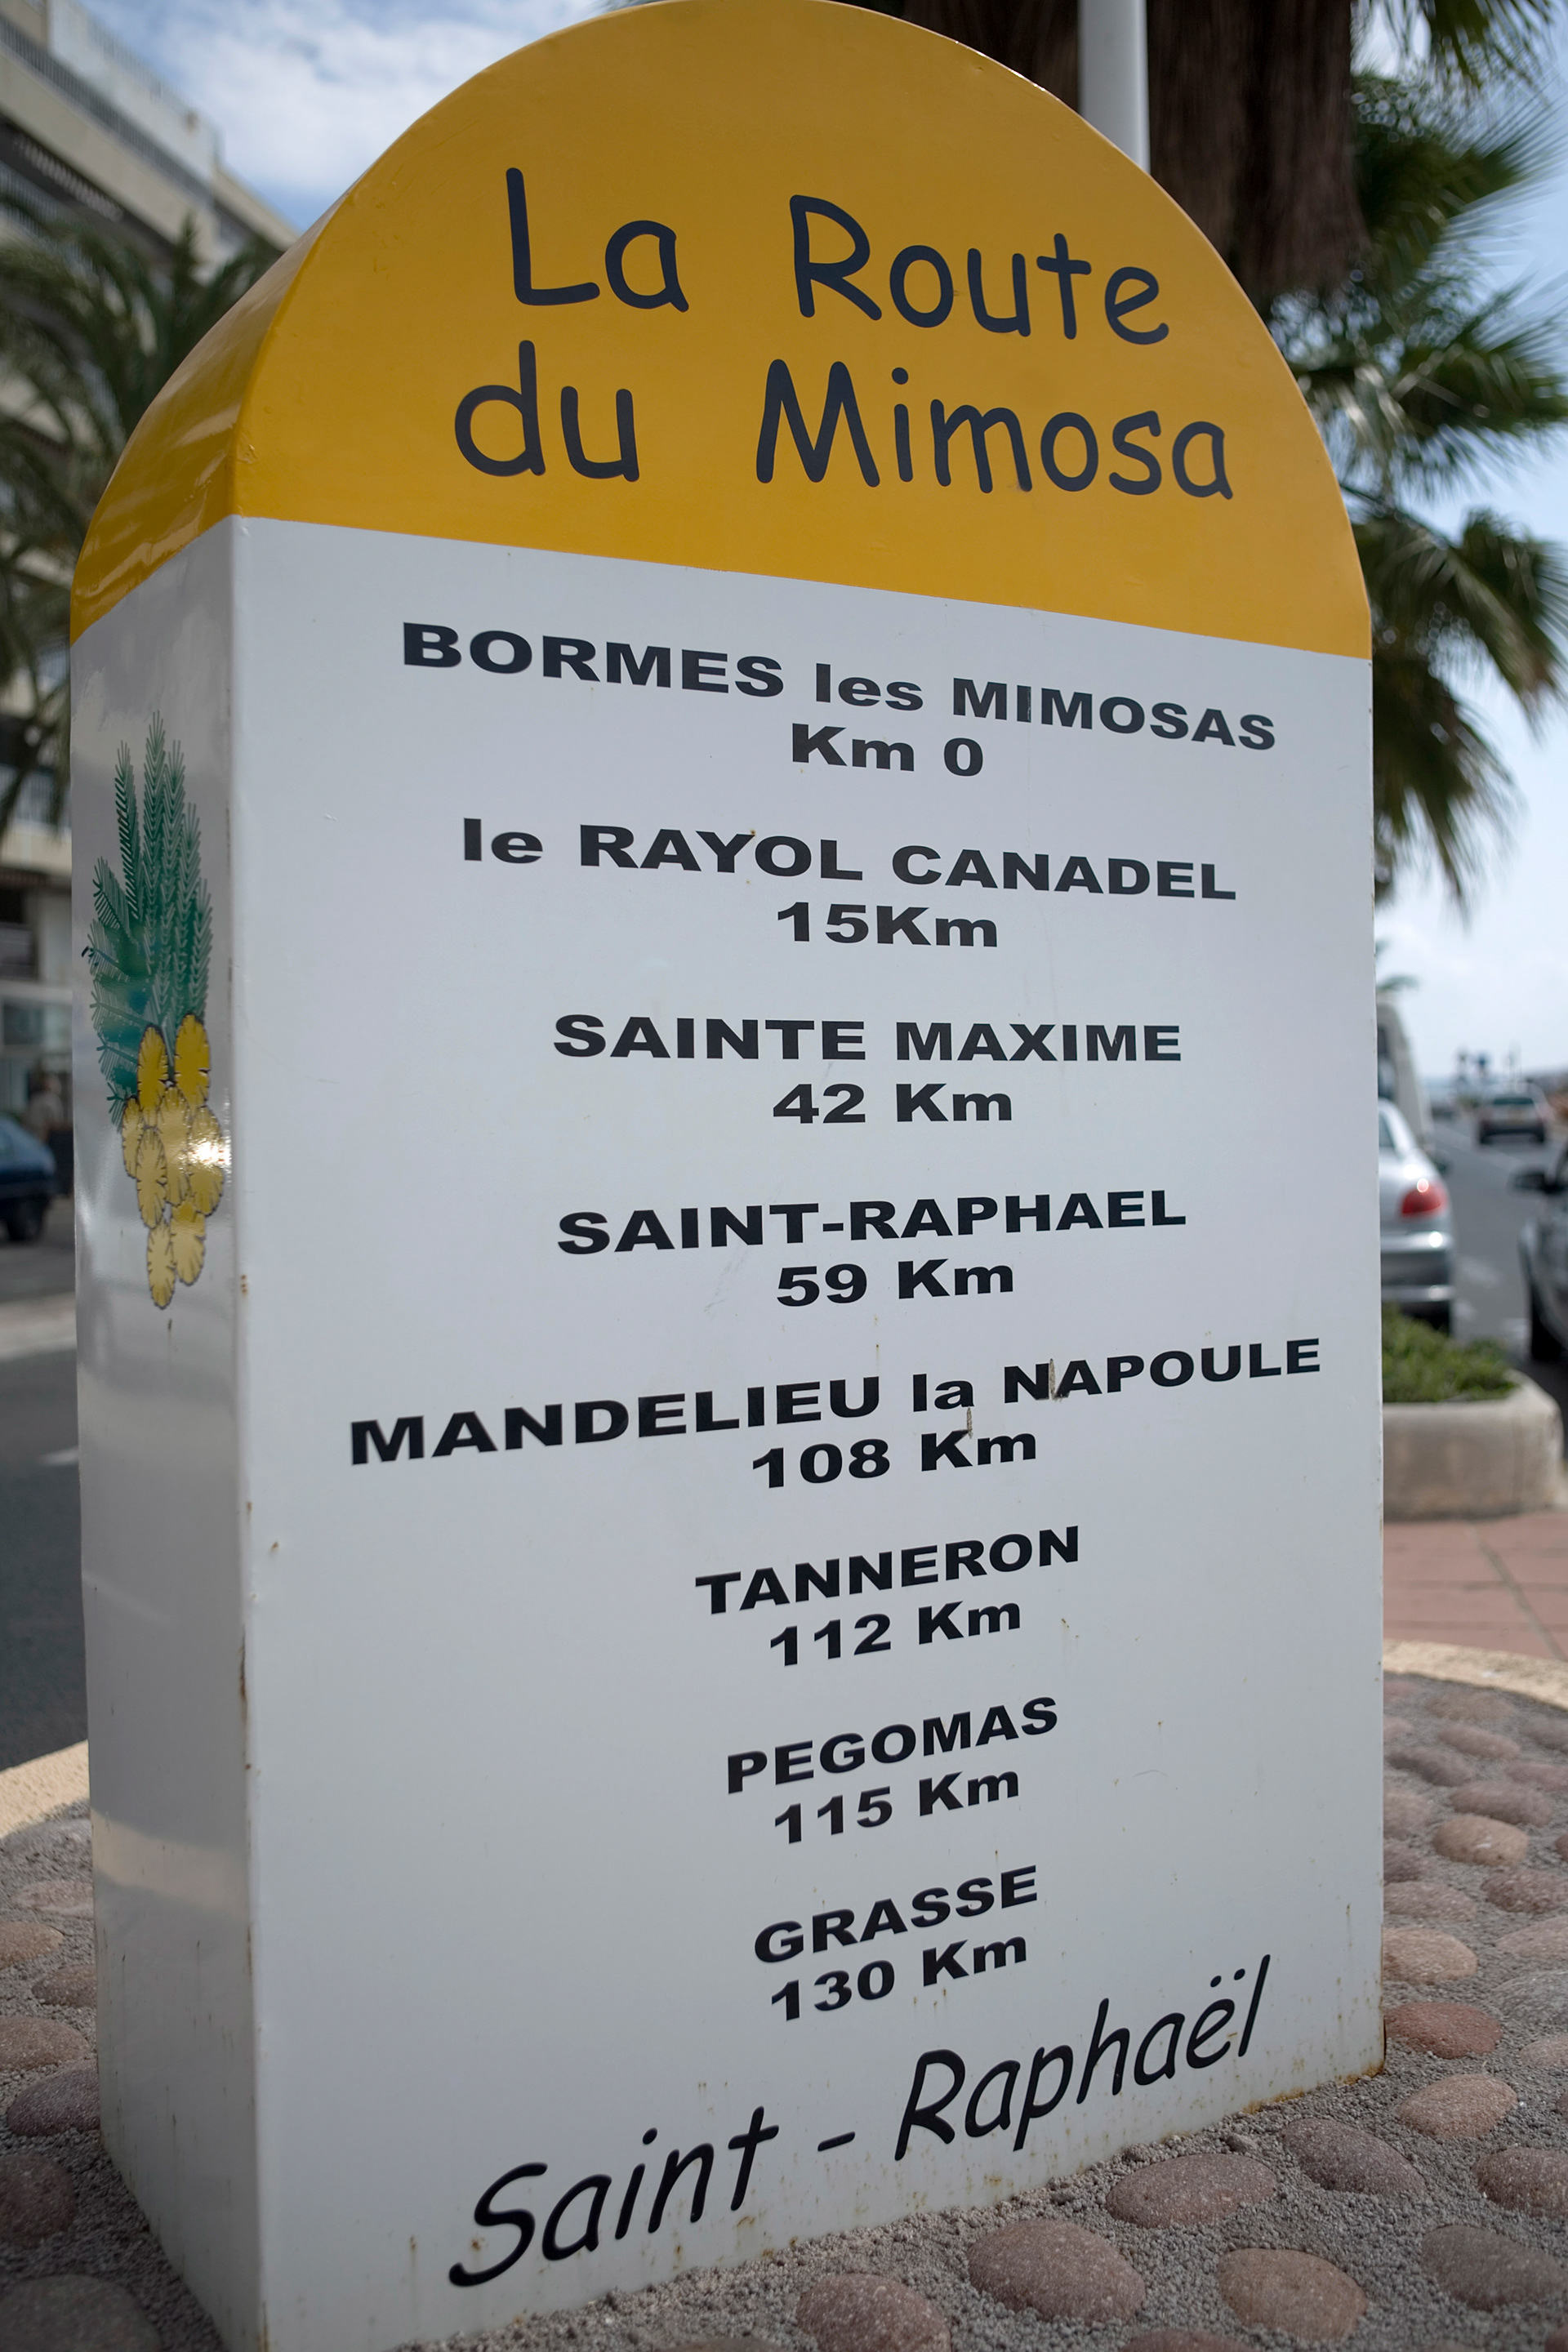 La Route
du Mimosa
BORMES les MIMOSAS
Km 0
le RAYOL CANADEL
15Km
SAINTE MAXIME
42 Km
SAINT-RAPHAEL
59 Km
MANDELIEU la NAPOULE
108 Km
TANNERON
112 Km
PEGOMAS
115 Km
GRASSE
130 Km
Saint - Raphaël